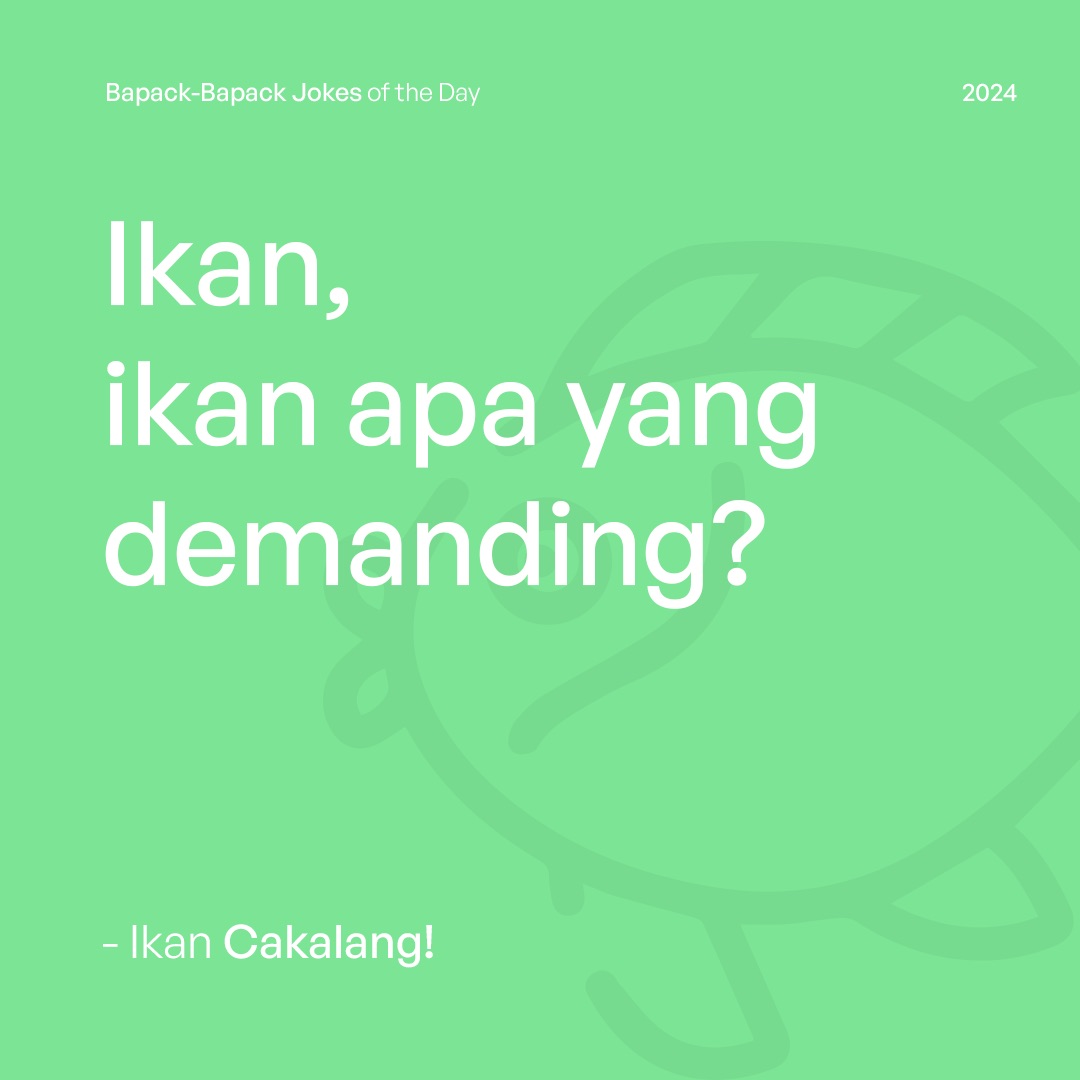 Bapack-Bapack Jokes of the Day
2024
Ikan,
ikan apa yang
demanding?
- Ikan Cakalang!